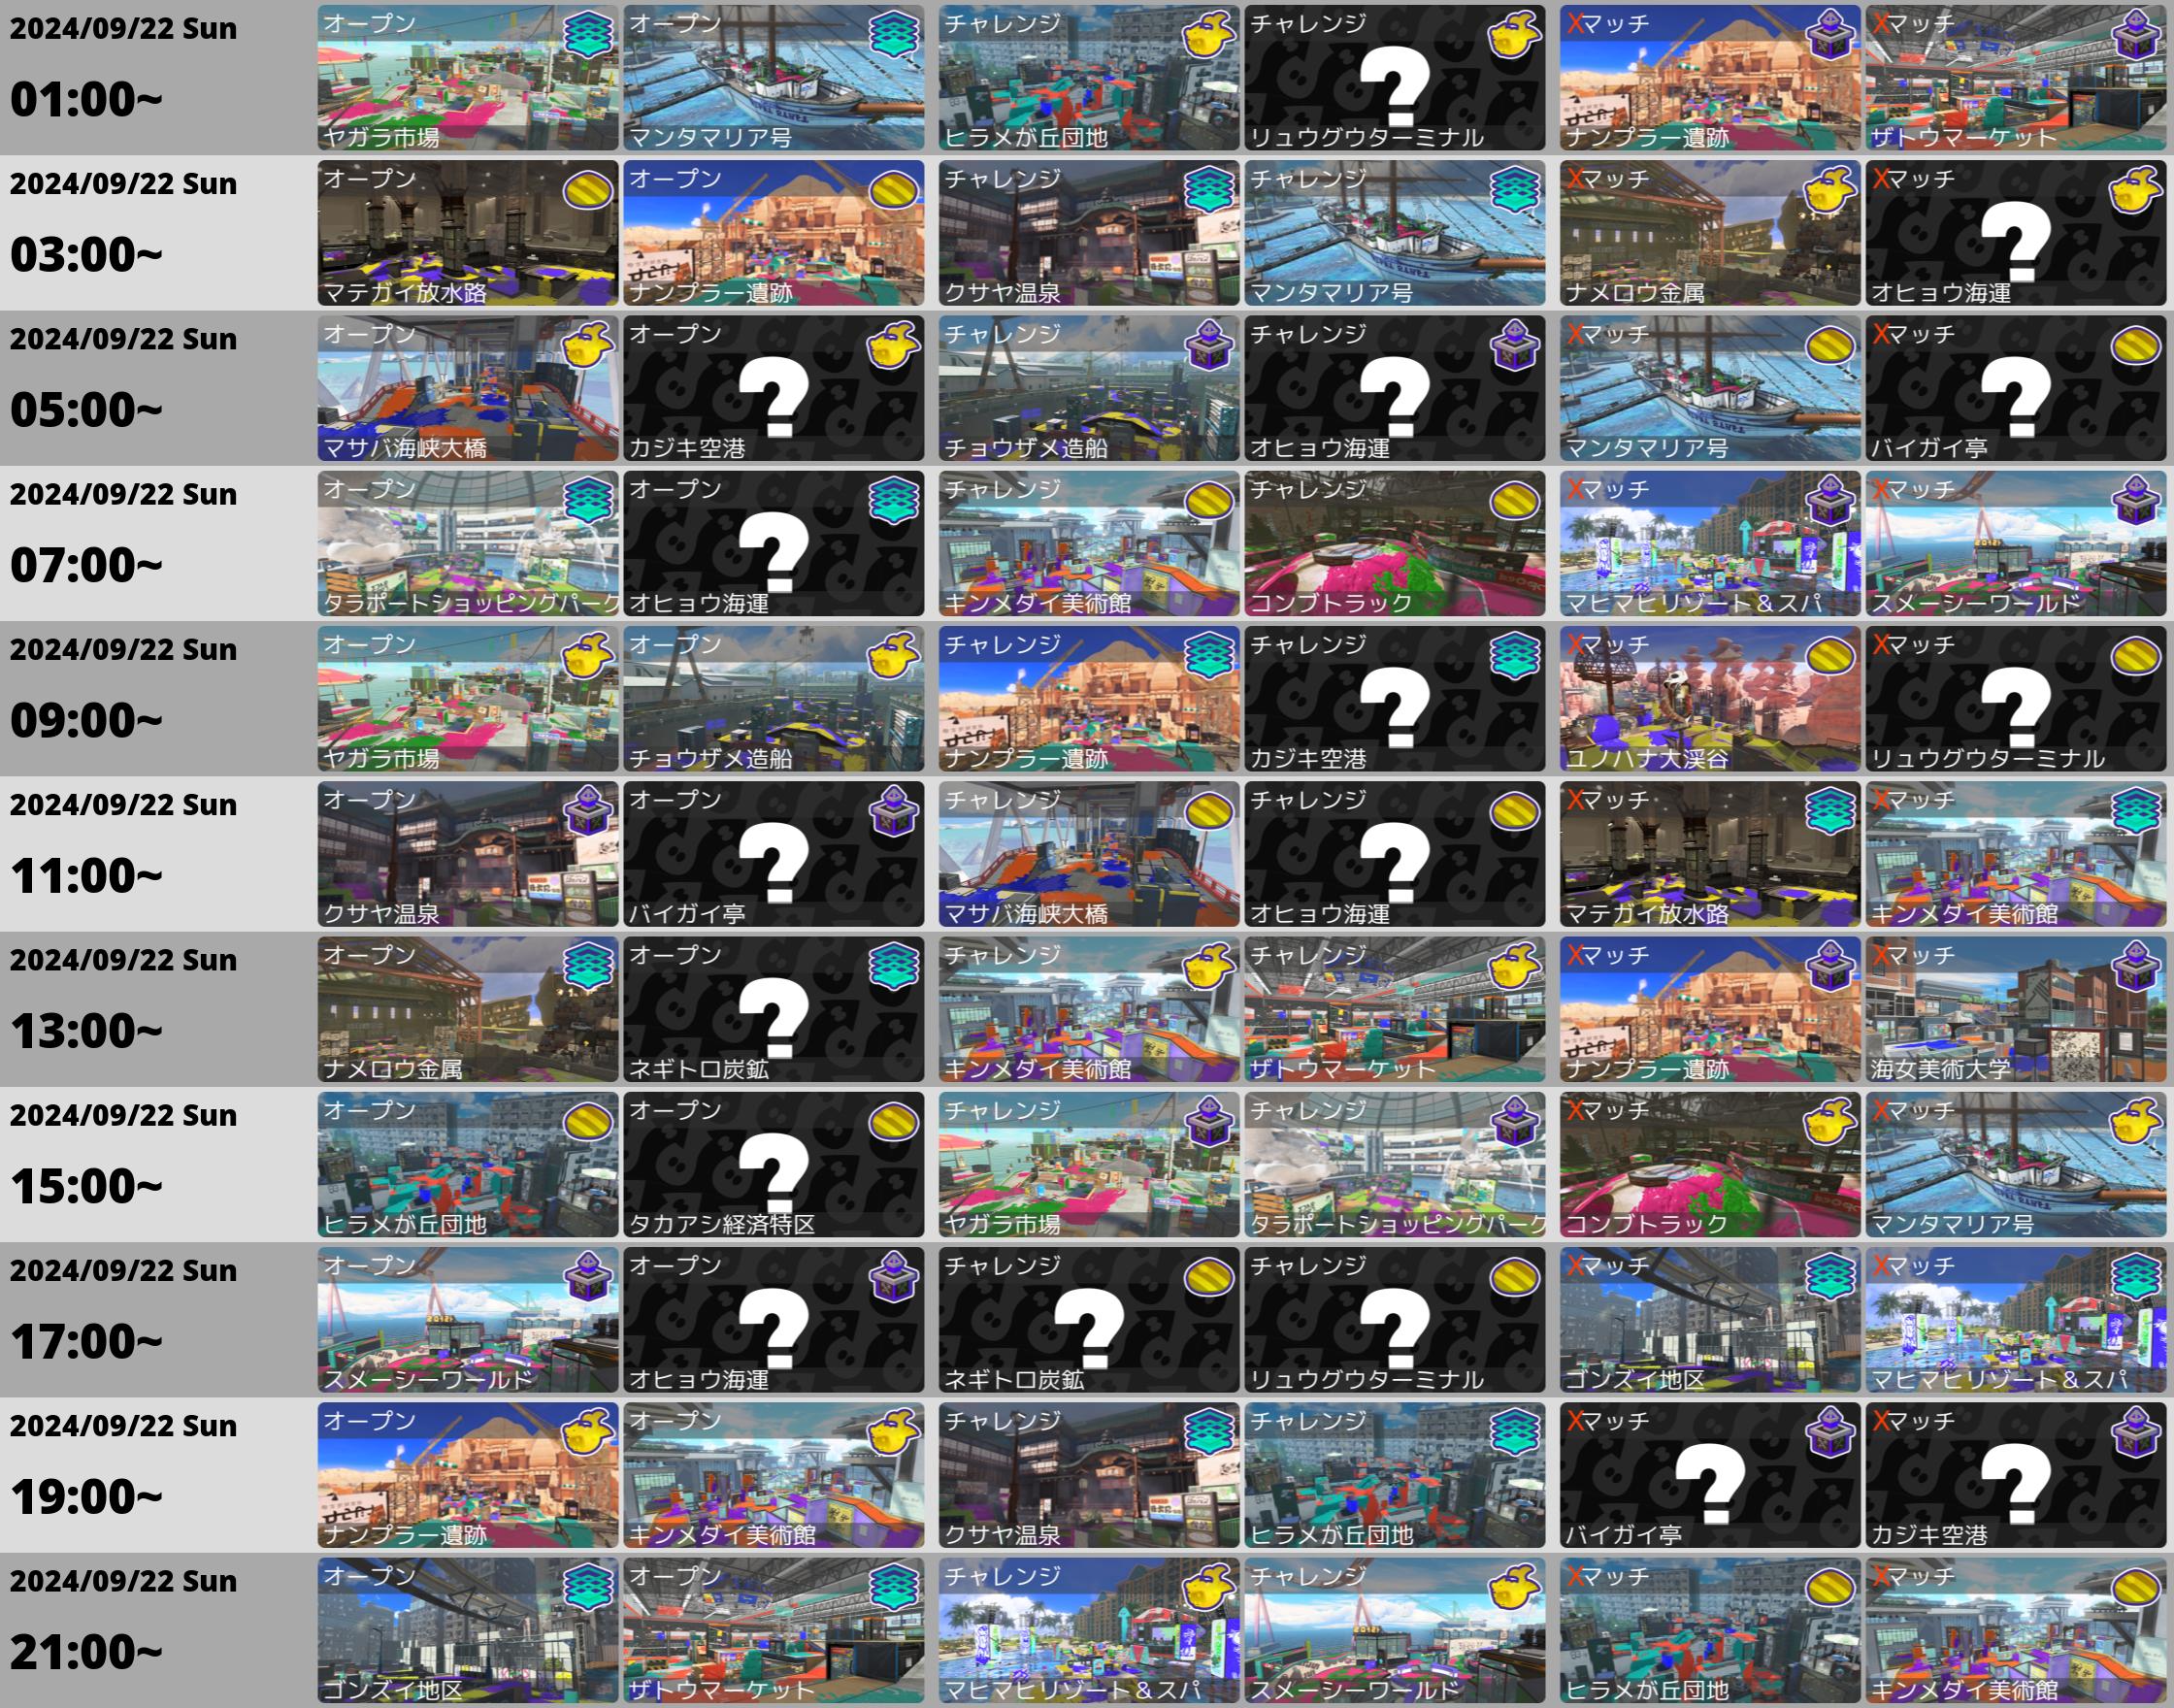 2024/09/22 Sun
01:00~
オープン
ヤガラ市場
オープン
マンタマリア号
チャレンジ
ヒラメが丘団地
チャレンジ
リュウグウターミナル
Xマッチ
ナンプラー遺跡
Xマッチ
ザトウマーケット
2024/09/22 Sun
03:00~
オープン
マテガイ放水路
オープン
ナンプラー遺跡
チャレンジ
クサヤ温泉
チャレンジ
マンタマリア号
Xマッチ
ナメロウ金属
Xマッチ
オヒョウ海運
2024/09/22 Sun
05:00~
オープン
マサバ海峡大橋
オープン
カジキ空港
チャレンジ
チョウザメ造船
チャレンジ
オヒョウ海運
Xマッチ
マンタマリア号
Xマッチ
バイガイ亭
2024/09/22 Sun
07:00~
オープン
タラポートショッピングパーク
オープン
オヒョウ海運
チャレンジ
キンメダイ美術館
チャレンジ
コンブトラック
Xマッチ
マヒマヒリゾート&スパ
Xマッチ
スメーシーワールド
2024/09/22 Sun
09:00~
オープン
ヤガラ市場
オープン
チョウザメ造船
チャレンジ
ナンプラー遺跡
チャレンジ
カジキ空港
Xマッチ
ユノハナ大渓谷
Xマッチ
リュウグウターミナル
2024/09/22 Sun
11:00~
オープン
クサヤ温泉
オープン
バイガイ亭
チャレンジ
マサバ海峡大橋
チャレンジ
オヒョウ海運
Xマッチ
マテガイ放水路
Xマッチ
キンメダイ美術館
2024/09/22 Sun
13:00~
オープン
ナメロウ金属
オープン
ネギトロ炭鉱
チャレンジ
キンメダイ美術館
チャレンジ
ザトウマーケット
Xマッチ
ナンプラー遺跡
Xマッチ
海女美術大学
2024/09/22 Sun
15:00~
オープン
ヒラメが丘団地
オープン
タカアシ経済特区
チャレンジ
ヤガラ市場
チャレンジ
タラポートショッピングパーク
Xマッチ
コンブトラック
Xマッチ
マンタマリア号
2024/09/22 Sun
17:00~
オープン
スメーシーワールド
オープン
オヒョウ海運
チャレンジ
ネギトロ炭鉱
チャレンジ
リュウグウターミナル
Xマッチ
ゴンズイ地区
Xマッチ
マヒマヒリゾート&スパ
2024/09/22 Sun
19:00~
オープン
ナンプラー遺跡
オープン
キンメダイ美術館
チャレンジ
クサヤ温泉
チャレンジ
ヒラメが丘団地
Xマッチ
バイガイ亭
Xマッチ
カジキ空港
2024/09/22 Sun
21:00~
オープン
ゴンズイ地区
オープン
ザトウマーケット
チャレンジ
マヒマヒリゾート&スパ
チャレンジ
スメーシーワールド
Xマッチ
ヒラメが丘団地
Xマッチ
キンメダイ美術館